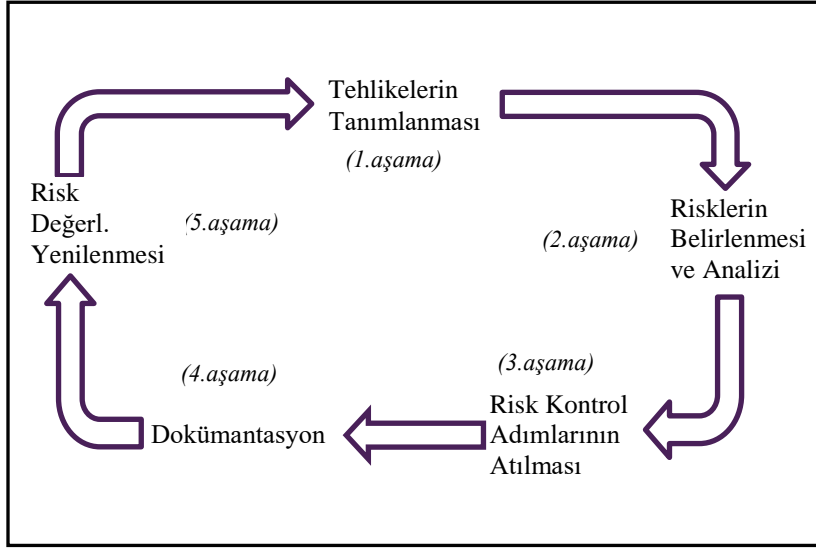 Tehlikelerin
Tanımlanması
(1.aşama)
Risklerin
Belirlenmesi
ve Analizi
(2.aşama)
(3.aşama)
Risk Kontrol
Adımlarının
Atılması
(4.aşama)
Dokümantasyon
Risk
Değerl.
Yenilenmesi
(5.aşama)